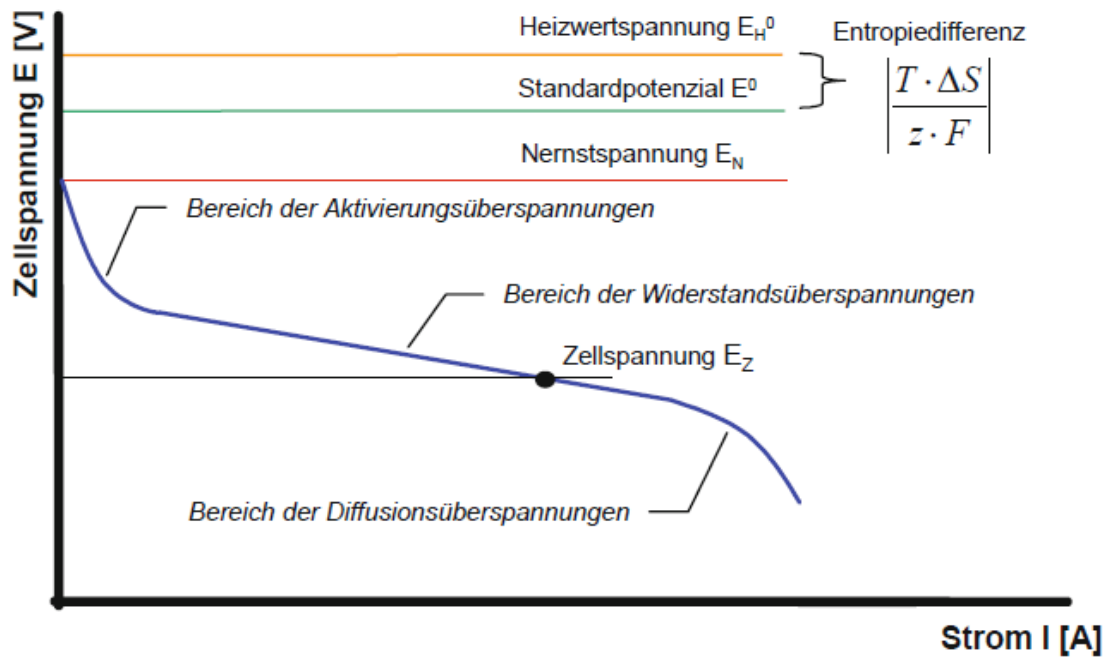 Zellspannung E [V]
Heizwertspannung E_H^0
Entropiedifferenz
Standardpotenzial E^0
|T · ΔS / z · F|
Nernstspannung E_N
Bereich der Aktivierungsüberspannungen
Bereich der Widerstandsüberspannungen
Zellspannung E_Z
Bereich der Diffusionsüberspannungen
Strom I [A]